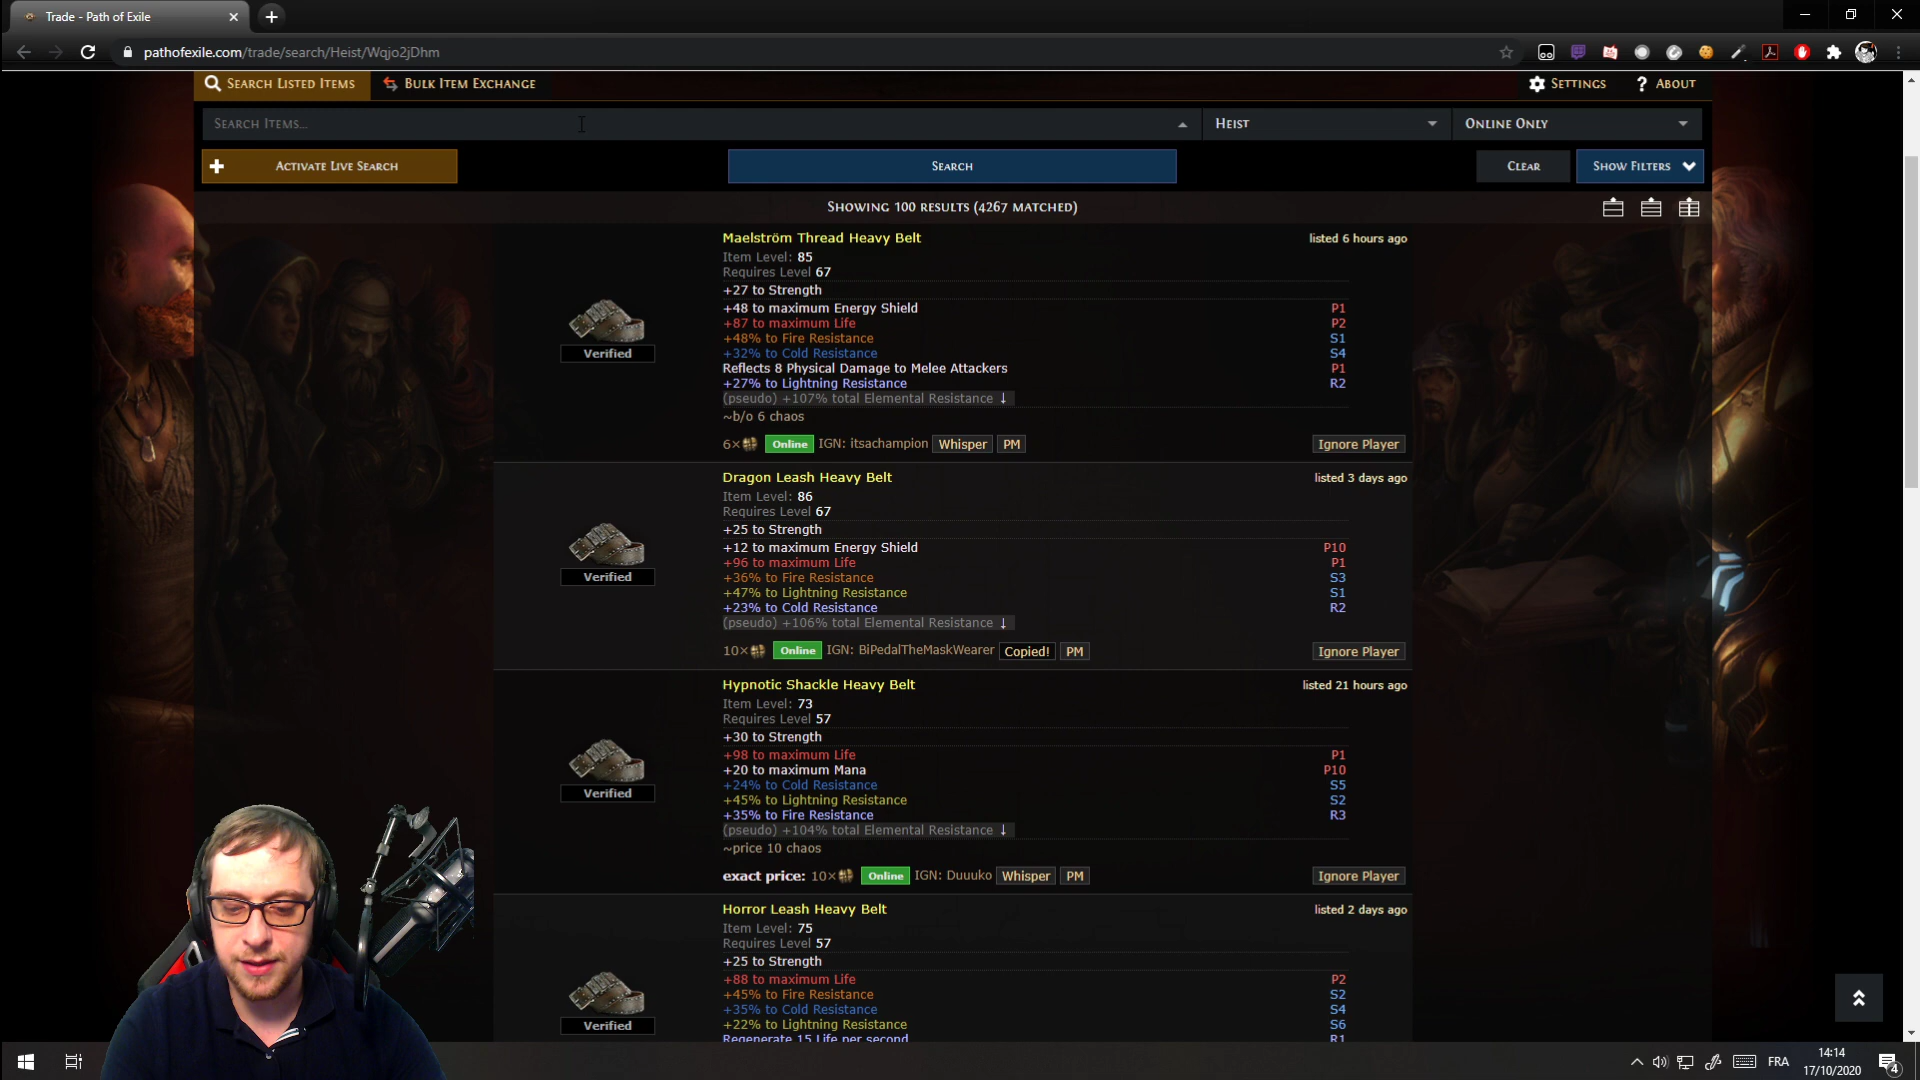 Trade - Path of Exile
pathofexile.com/trade/search/Heist/Wqjo2jDhm
Search Listed Items
Bulk Item Exchange
Settings
? About
Search Items...
Heist
Online Only
Activate Live Search
Search
Clear
Show Filters
Showing 100 results (4267 matched)
Maelström Thread Heavy Belt
listed 6 hours ago
Item Level: 85
Requires Level 67
+27 to Strength
+48 to maximum Energy Shield P1
+87 to maximum Life P2
+48% to Fire Resistance S1
+32% to Cold Resistance S4
Reflects 8 Physical Damage to Melee Attackers P1
+27% to Lightning Resistance R2
(pseudo) +107% total Elemental Resistance ↓
~b/o 6 chaos
Verified
6× Online IGN: itsachampion Whisper PM Ignore Player
Dragon Leash Heavy Belt
listed 3 days ago
Item Level: 86
Requires Level 67
+25 to Strength
+12 to maximum Energy Shield P10
+96 to maximum Life P1
+36% to Fire Resistance S3
+47% to Lightning Resistance S1
+23% to Cold Resistance R2
(pseudo) +106% total Elemental Resistance ↓
Verified
10× Online IGN: BiPedalTheMaskWearer Copied! PM Ignore Player
Hypnotic Shackle Heavy Belt
listed 21 hours ago
Item Level: 73
Requires Level 57
+30 to Strength
+98 to maximum Life P1
+20 to maximum Mana P10
+24% to Cold Resistance S5
+45% to Lightning Resistance S2
+35% to Fire Resistance R3
(pseudo) +104% total Elemental Resistance ↓
~price 10 chaos
Verified
exact price: 10× Online IGN: Duuuko Whisper PM Ignore Player
Horror Leash Heavy Belt
listed 2 days ago
Item Level: 75
Requires Level 57
+25 to Strength
+88 to maximum Life P2
+45% to Fire Resistance S2
+35% to Cold Resistance S4
+22% to Lightning Resistance S6
Regenerate 15 Life per second R1
Verified
FRA
14:14
17/10/2020
4